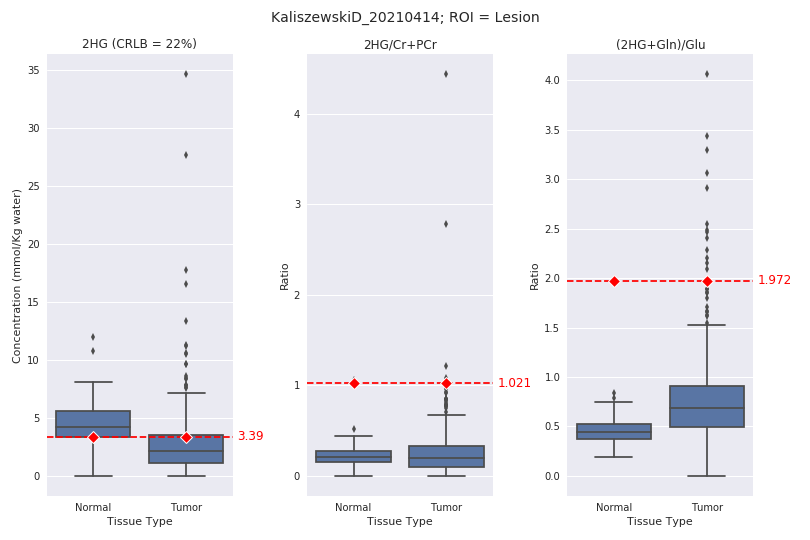 KaliszewskiD_20210414; ROI = Lesion
2HG (CRLB = 22%)
2HG/Cr+PCr
(2HG+Gln)/Glu
Concentration (mmol/Kg water)
35
30
25
20
15
10
5
0
3.39
Normal Tumor
Tissue Type
Ratio
4
3
2
1
0
1.021
Normal Tumor
Tissue Type
Ratio
4.0
3.5
3.0
2.5
2.0
1.5
1.0
0.5
0.0
1.972
Normal Tumor
Tissue Type